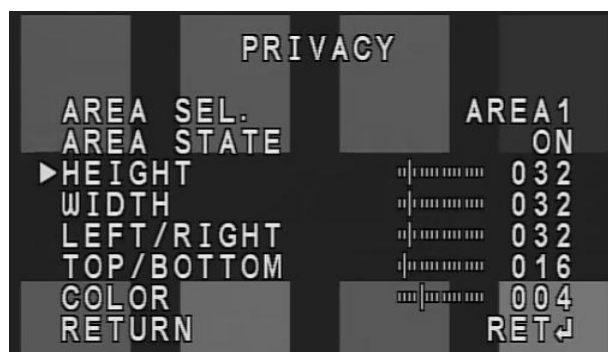 PRIVACY
AREA SEL. AREA1
AREA STATE ON
▶HEIGHT 032
WIDTH 032
LEFT/RIGHT 032
TOP/BOTTOM 016
COLOR 004
RETURN RET↲